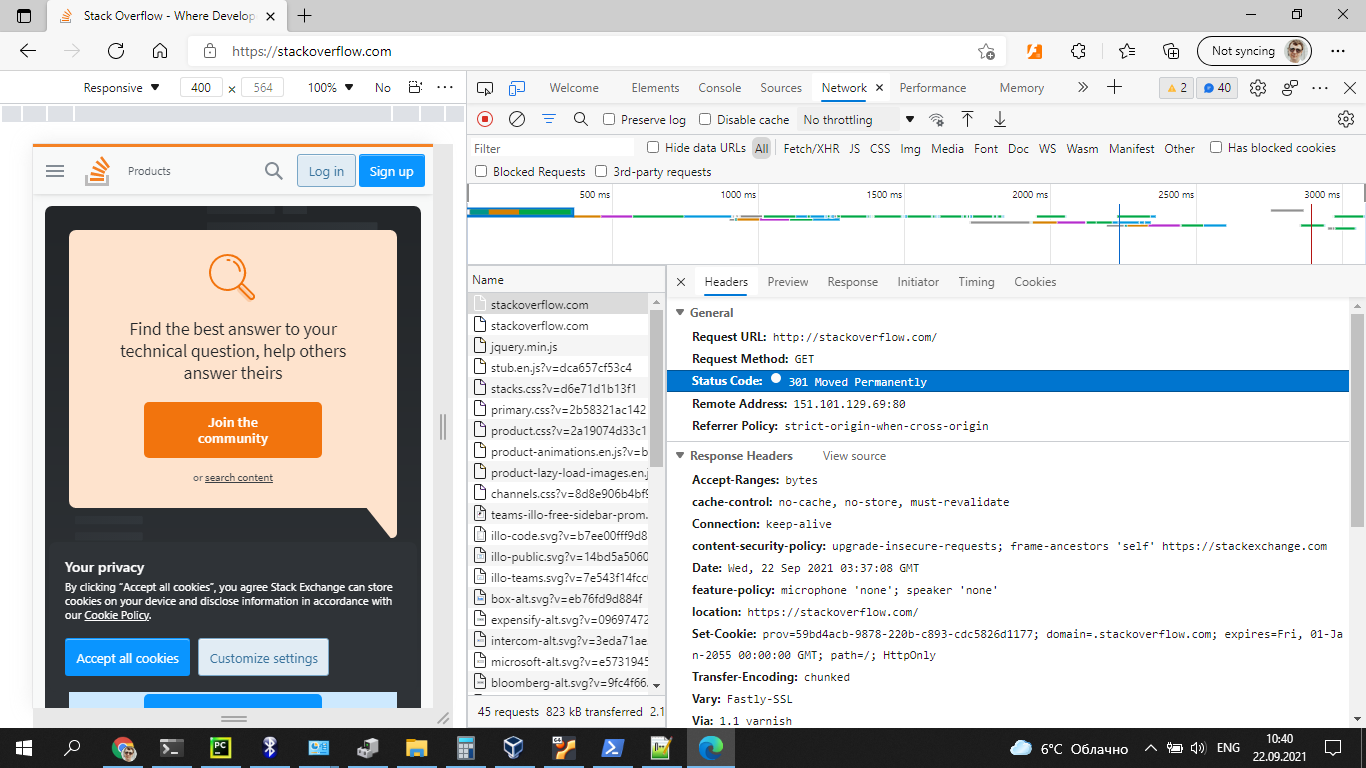 Stack Overflow - Where Develop
https://stackoverflow.com
Not syncing
Responsive 400 × 564 100% No
Welcome Elements Console Sources Network Performance Memory 2 40
Preserve log Disable cache No throttling
Filter Hide data URLs All Fetch/XHR JS CSS Img Media Font Doc WS Wasm Manifest Other Has blocked cookies
Blocked Requests 3rd-party requests
500 ms 1000 ms 1500 ms 2000 ms 2500 ms 3000 ms
Products Log in Sign up
Find the best answer to your
technical question, help others
answer theirs
Join the
community
or search content
Your privacy
By clicking “Accept all cookies”, you agree Stack Exchange can store
cookies on your device and disclose information in accordance with
our Cookie Policy.
Accept all cookies Customize settings
Name
stackoverflow.com
stackoverflow.com
jquery.min.js
stub.en.js?v=dca657cf53c4
stacks.css?v=d6e71d1b13f1
primary.css?v=2b58321ac142
product.css?v=2a19074d33c1
product-animations.en.js?v=b
product-lazy-load-images.en.j
channels.css?v=8d8e906b4bf9
teams-illo-free-sidebar-prom.
illo-code.svg?v=b7ee00fff9d8
illo-public.svg?v=14bd5a5060
illo-teams.svg?v=7e543f14fcc
box-alt.svg?v=eb76fd9d884f
expensify-alt.svg?v=09697472
intercom-alt.svg?v=3eda71ae
microsoft-alt.svg?v=e5731945
bloomberg-alt.svg?v=9fc4f66
45 requests 823 kB transferred 2.1
Headers Preview Response Initiator Timing Cookies
General
Request URL: http://stackoverflow.com/
Request Method: GET
Status Code: 301 Moved Permanently
Remote Address: 151.101.129.69:80
Referrer Policy: strict-origin-when-cross-origin
Response Headers View source
Accept-Ranges: bytes
cache-control: no-cache, no-store, must-revalidate
Connection: keep-alive
content-security-policy: upgrade-insecure-requests; frame-ancestors 'self' https://stackexchange.com
Date: Wed, 22 Sep 2021 03:37:08 GMT
feature-policy: microphone 'none'; speaker 'none'
location: https://stackoverflow.com/
Set-Cookie: prov=59bd4acb-9878-220b-c893-cdc5826d1177; domain=.stackoverflow.com; expires=Fri, 01-Ja
n-2055 00:00:00 GMT; path=/; HttpOnly
Transfer-Encoding: chunked
Vary: Fastly-SSL
Via: 1.1 varnish
6°C Облачно ENG 10:40
22.09.2021